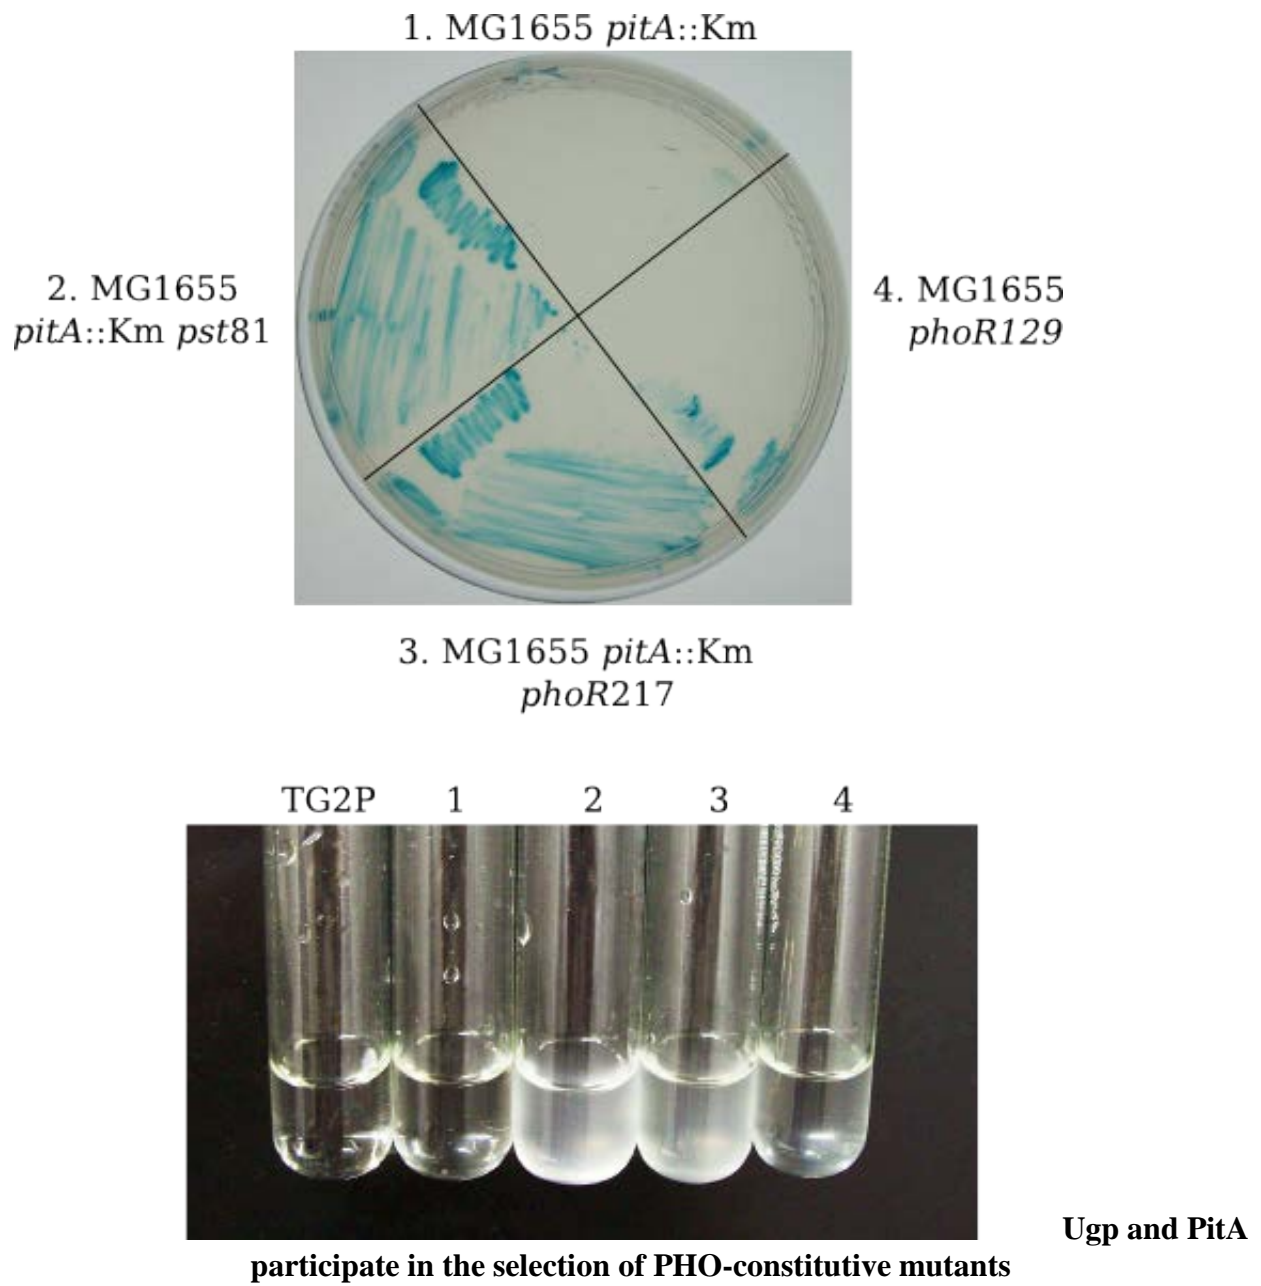 1. MG1655 pitA::Km
2. MG1655
pitA::Km pst81
4. MG1655
phoR129
3. MG1655 pitA::Km
phoR217
TG2P 1 2 3 4
Ugp and PitA
participate in the selection of PHO-constitutive mutants